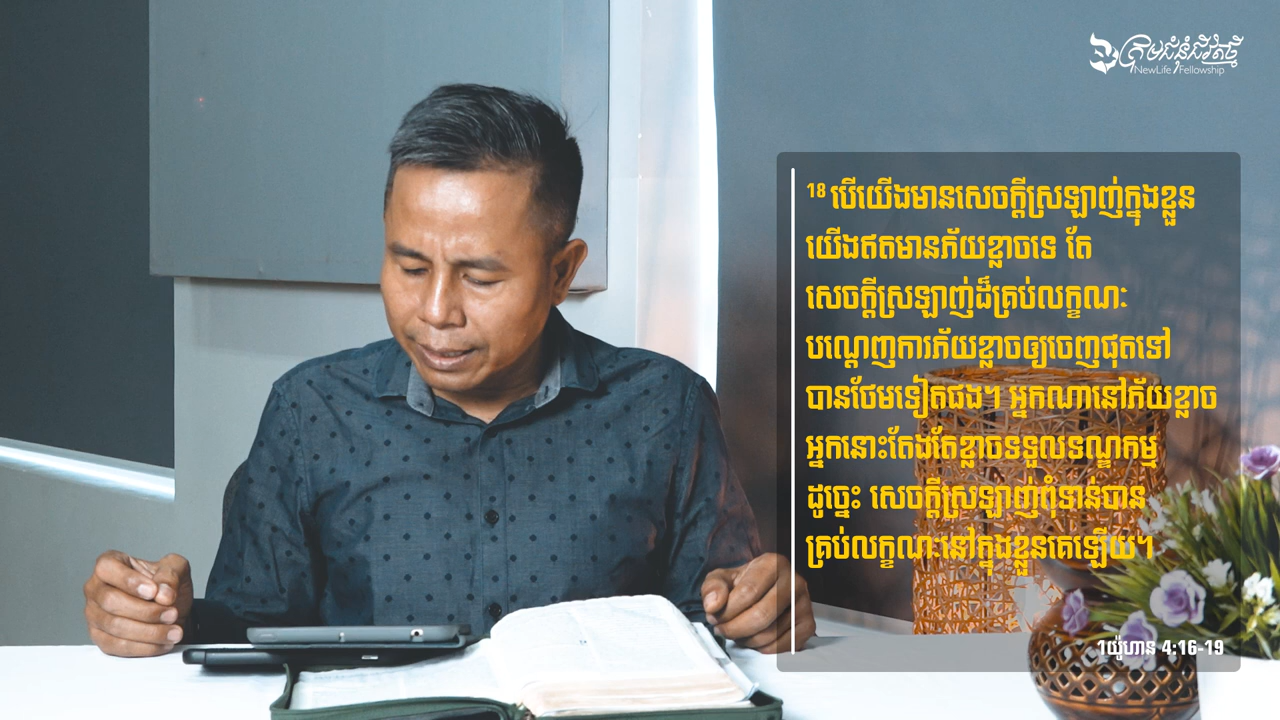 ក្រុមជំនុំជីវិតថ្មី
NewLife Fellowship
18 បើយើងមានសេចក្ដីស្រឡាញ់ក្នុងខ្លួន
យើងឥតមានភ័យខ្លាចទេ តែ
សេចក្ដីស្រឡាញ់ដ៏គ្រប់លក្ខណៈ
បណ្ដេញការភ័យខ្លាចឲ្យចេញផុតទៅ
បានថែមទៀតផង។ អ្នកណានៅភ័យខ្លាច
អ្នកនោះតែងតែខ្លាចទទួលទណ្ឌកម្ម
ដូច្នេះ សេចក្ដីស្រឡាញ់ពុំទាន់បាន
គ្រប់លក្ខណៈនៅក្នុងខ្លួនគេឡើយ។
1យ៉ូហាន 4:16-19